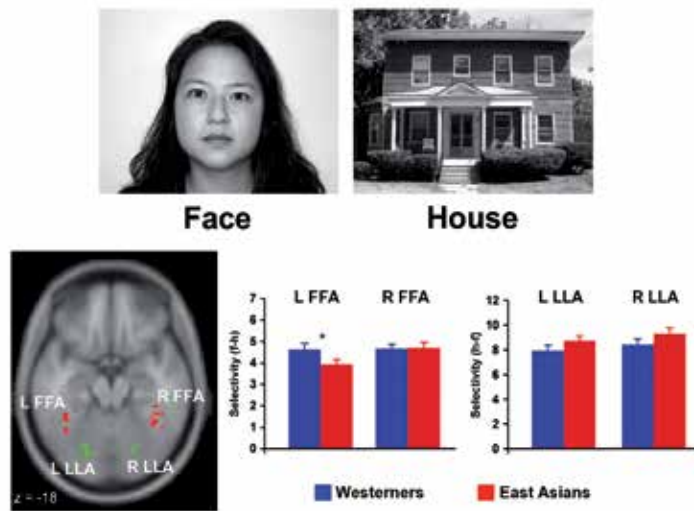 Face
House
L FFA
R FFA
L LLA
R LLA
z = -18
Selectivity (f-h)
7
6
5
4
3
2
1
0
L FFA
R FFA
*
Selectivity (h-f)
12
10
8
6
4
2
0
L LLA
R LLA
Westerners
East Asians